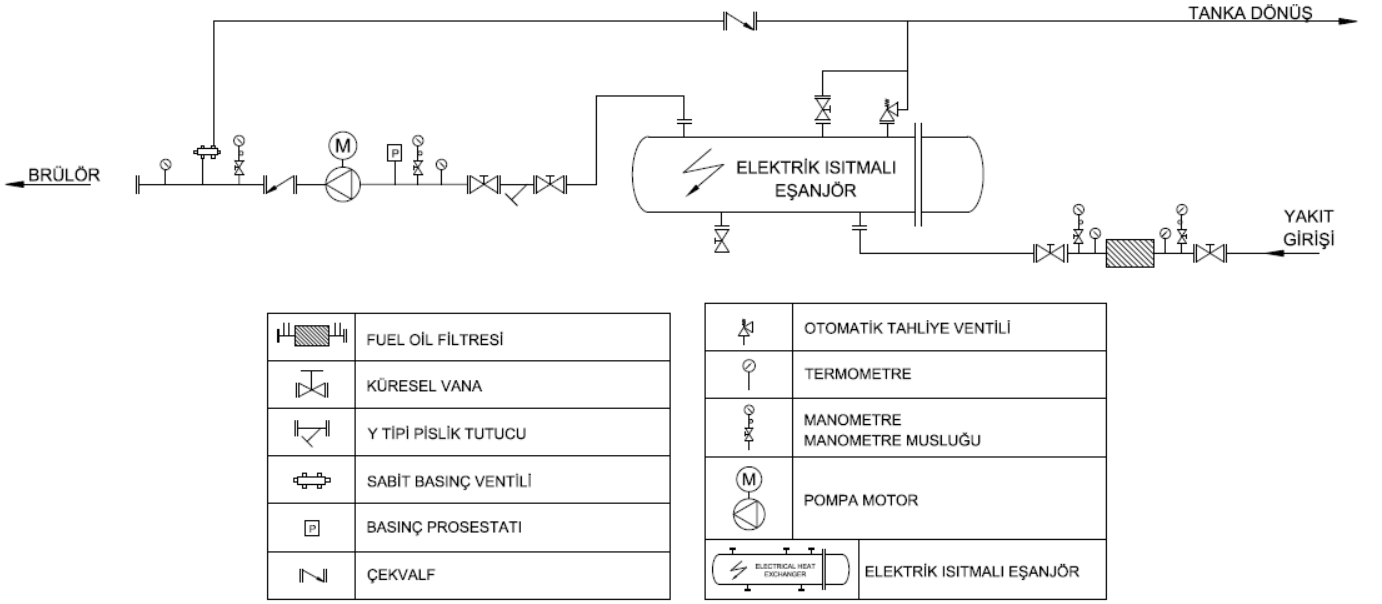 TANKA DÖNÜŞ
BRÜLÖR
M
P
ELEKTRİK ISITMALI
EŞANJÖR
YAKIT
GİRİŞİ
FUEL OIL FİLTRESİ
KÜRESEL VANA
Y TİPİ PİSLİK TUTUCU
SABİT BASINÇ VENTİLİ
P
BASINÇ PROSESTATI
ÇEKVALF
OTOMATİK TAHLİYE VENTİLİ
TERMOMETRE
MANOMETRE
MANOMETRE MUSLUĞU
M
POMPA MOTOR
ELECTRICAL HEAT
EXCHANGER
ELEKTRİK ISITMALI EŞANJÖR